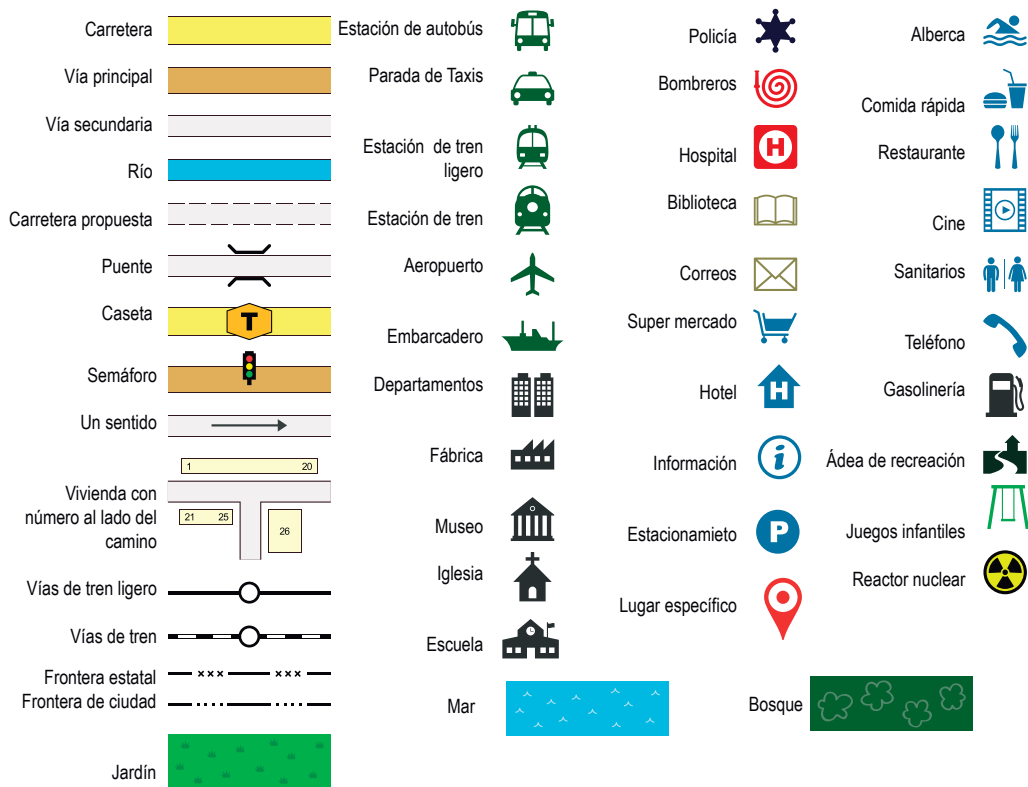 Carretera
Vía principal
Vía secundaria
Río
Carretera propuesta
Puente
Caseta
T
Semáforo
Un sentido
1 20
Vivienda con
número al lado del
camino
21 25
26
Vías de tren ligero
Vías de tren
Frontera estatal
Frontera de ciudad
Jardín
Estación de autobús
Parada de Taxis
Estación de tren
ligero
Estación de tren
Aeropuerto
Embarcadero
Departamentos
Fábrica
Museo
Iglesia
Escuela
Mar
Policía
Bombreros
Hospital
H
Biblioteca
Correos
Super mercado
Hotel
H
Información
i
Estacionamieto
P
Lugar específico
Bosque
Alberca
Comida rápida
Restaurante
Cine
Sanitarios
Teléfono
Gasolinería
Ádea de recreación
Juegos infantiles
Reactor nuclear